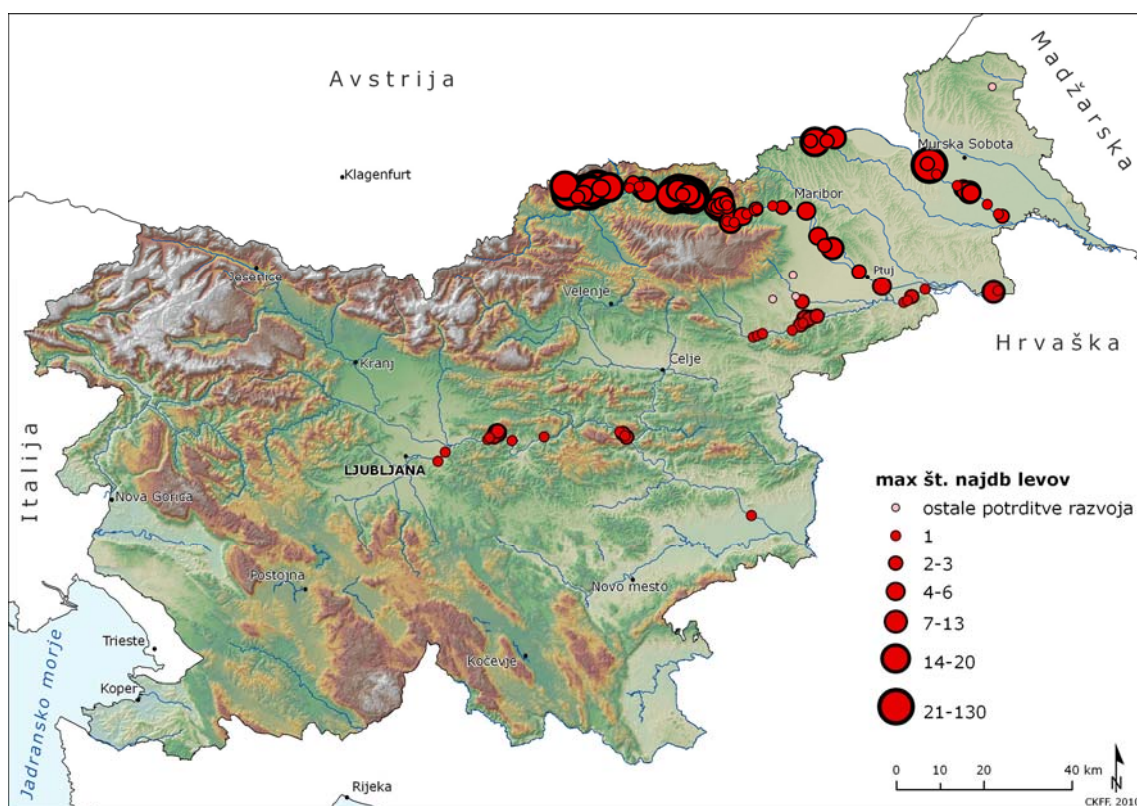 Avstrija
Madžarska
Klagenfurt
Murska Sobota
Maribor
Jesenice
Ptuj
Velenje
Hrvaška
Kranj
Celje
Italija
LJUBLJANA
Nova Gorica
max št. najdb levov
ostale potrditve razvoja
1
2-3
4-6
7-13
14-20
21-130
Postojna
Novo mesto
Trieste
Kočevje
Koper
Jadransko morje
Rijeka
0 10 20 40 km
N
CKFF, 2010